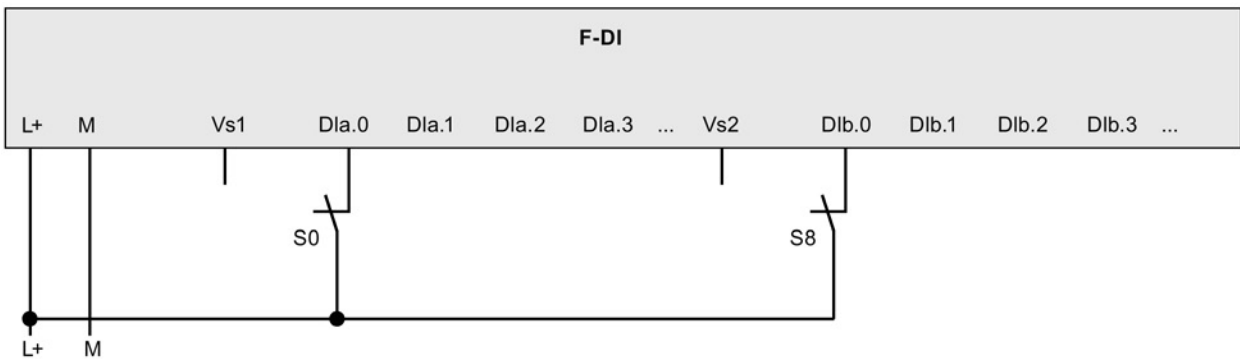 F-DI
L+ M Vs1 DIa.0 DIa.1 DIa.2 DIa.3 ... Vs2 DIb.0 DIb.1 DIb.2 DIb.3 ...
S0 S8
L+ M